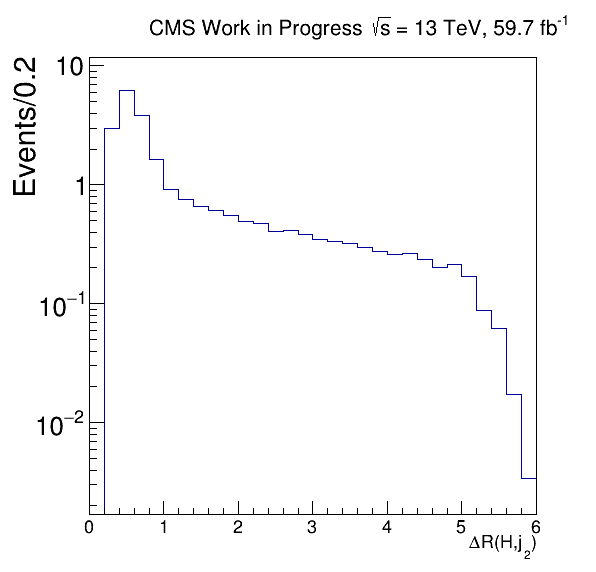 CMS Work in Progress √s = 13 TeV, 59.7 fb⁻¹
Events/0.2
10
1
10⁻¹
10⁻²
0 1 2 3 4 5 6
ΔR(H,j₂)